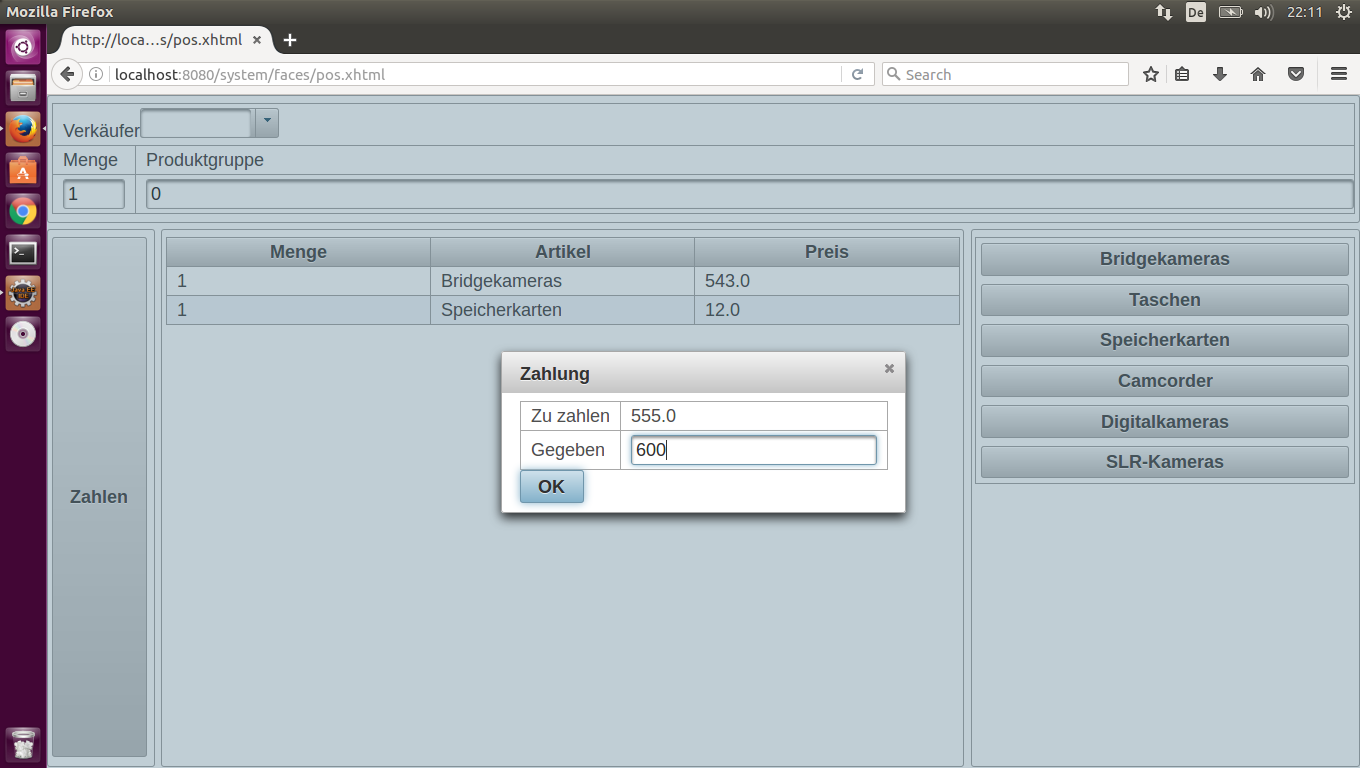 Mozilla Firefox
De
22:11
http://loca...s/pos.xhtml
localhost:8080/system/faces/pos.xhtml
Search
Verkäufer
Menge Produktgruppe
1 0
Zahlen
Menge Artikel Preis
1 Bridgekameras 543.0
1 Speicherkarten 12.0
Zahlung
Zu zahlen 555.0
Gegeben 600
OK
Bridgekameras
Taschen
Speicherkarten
Camcorder
Digitalkameras
SLR-Kameras